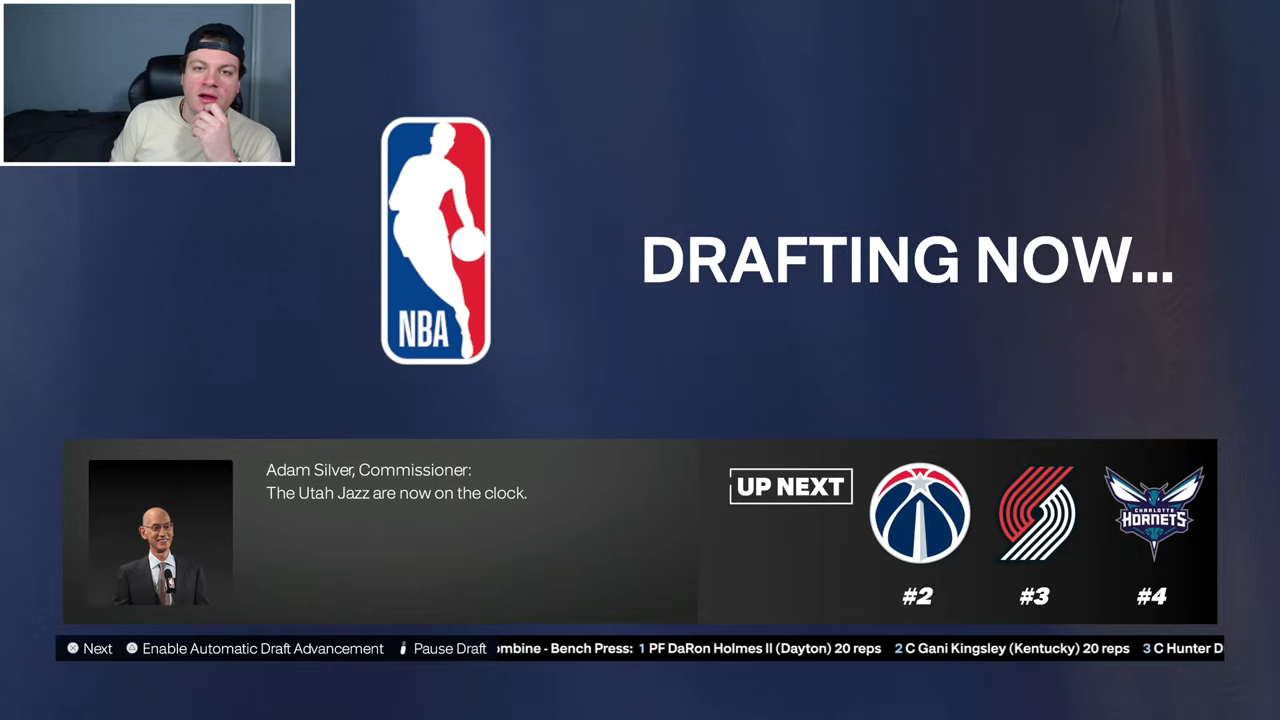 NBA
DRAFTING NOW...
Adam Silver, Commissioner:
The Utah Jazz are now on the clock.
UP NEXT
CHARLOTTE
HORNETS
#2
#3
#4
Next
Enable Automatic Draft Advancement
Pause Draft
ombine - Bench Press: 1 PF DaRon Holmes II (Dayton) 20 reps 2 C Gani Kingsley (Kentucky) 20 reps 3 C Hunter D